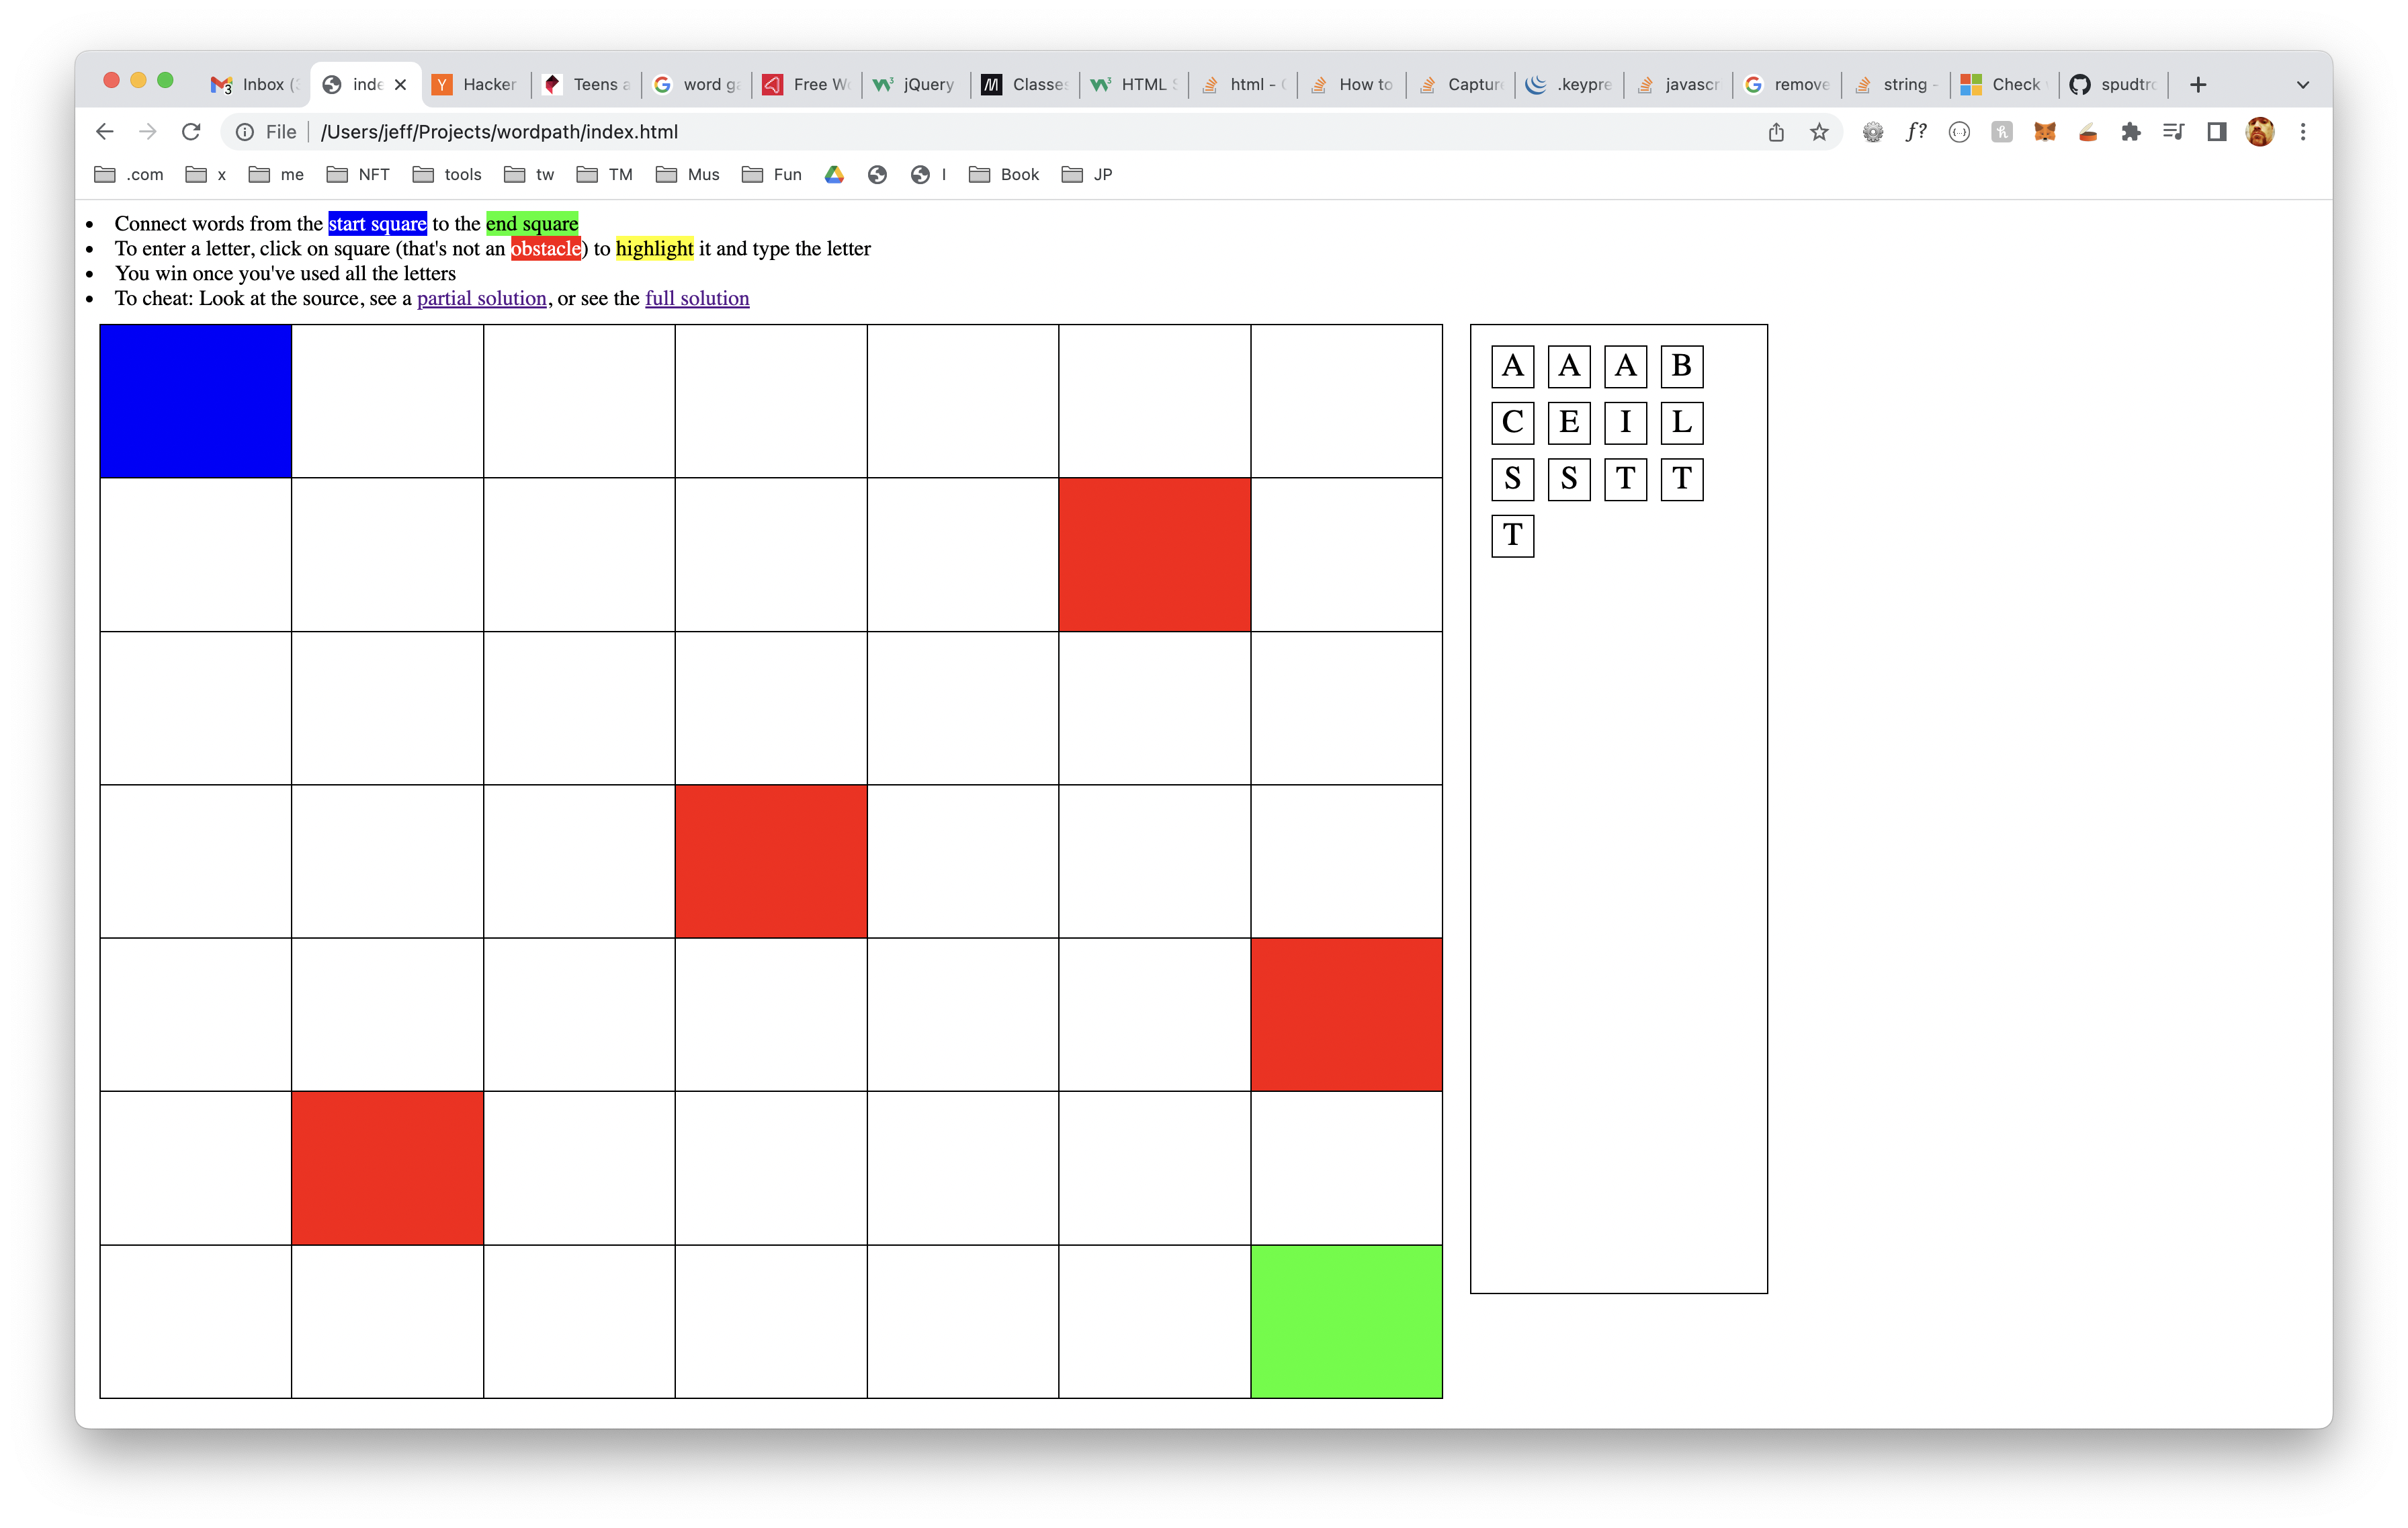 Inbox (3 inde Hacker Teens a word ga Free Wo jQuery Classes HTML S html - How to Capture .keypre javascr remove string - Check spudtro
File /Users/jeff/Projects/wordpath/index.html f?
.com x me NFT tools tw TM Mus Fun I Book JP
• Connect words from the start square to the end square
• To enter a letter, click on square (that's not an obstacle) to highlight it and type the letter
• You win once you've used all the letters
• To cheat: Look at the source, see a partial solution, or see the full solution
A A A B
C E I L
S S T T
T